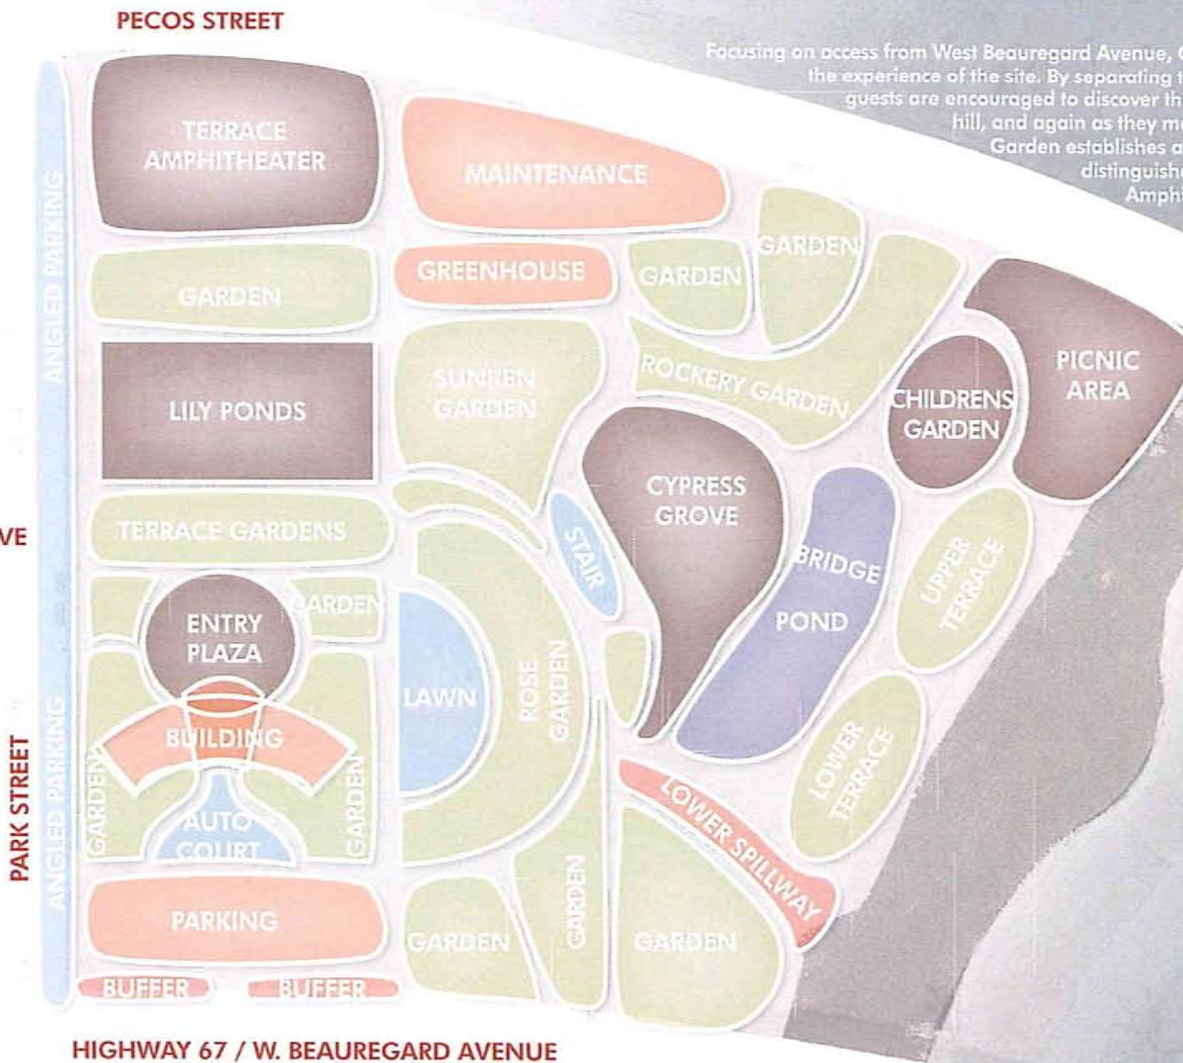 PECOS STREET
Focusing on access from West Beauregard Avenue,
the experience of the site. By separating
guests are encouraged to discover
hill, and again as they
Garden establishes
Amphi
TERRACE
AMPHITHEATER
MAINTENANCE
GARDEN
GREENHOUSE
GARDEN
GARDEN
ANGLED PARKING
LILY PONDS
SUNKEN
GARDEN
ROCKERY GARDEN
CHILDRENS
GARDEN
PICNIC
AREA
CYPRESS
GROVE
VE
TERRACE GARDENS
STAIR
BRIDGE
POND
UPPER
TERRACE
ENTRY
PLAZA
GARDEN
LAWN
ROSE
GARDEN
BUILDING
GARDEN
GARDEN
AUTO
COURT
LOWER
TERRACE
LOWER SPILLWAY
PARK STREET
ANGLED PARKING
PARKING
GARDEN
GARDEN
GARDEN
BUFFER
BUFFER
HIGHWAY 67 / W. BEAUREGARD AVENUE